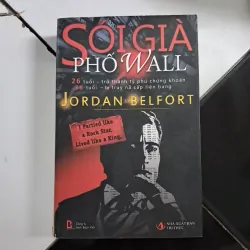 SÓI GIÀ
PHỐ WALL
26 tuổi - trở thành tỷ phú chứng khoán
36 tuổi - bị truy nã cấp liên bang
JORDAN BELFORT
I Partied like
a Rock Star,
Lived like a King.